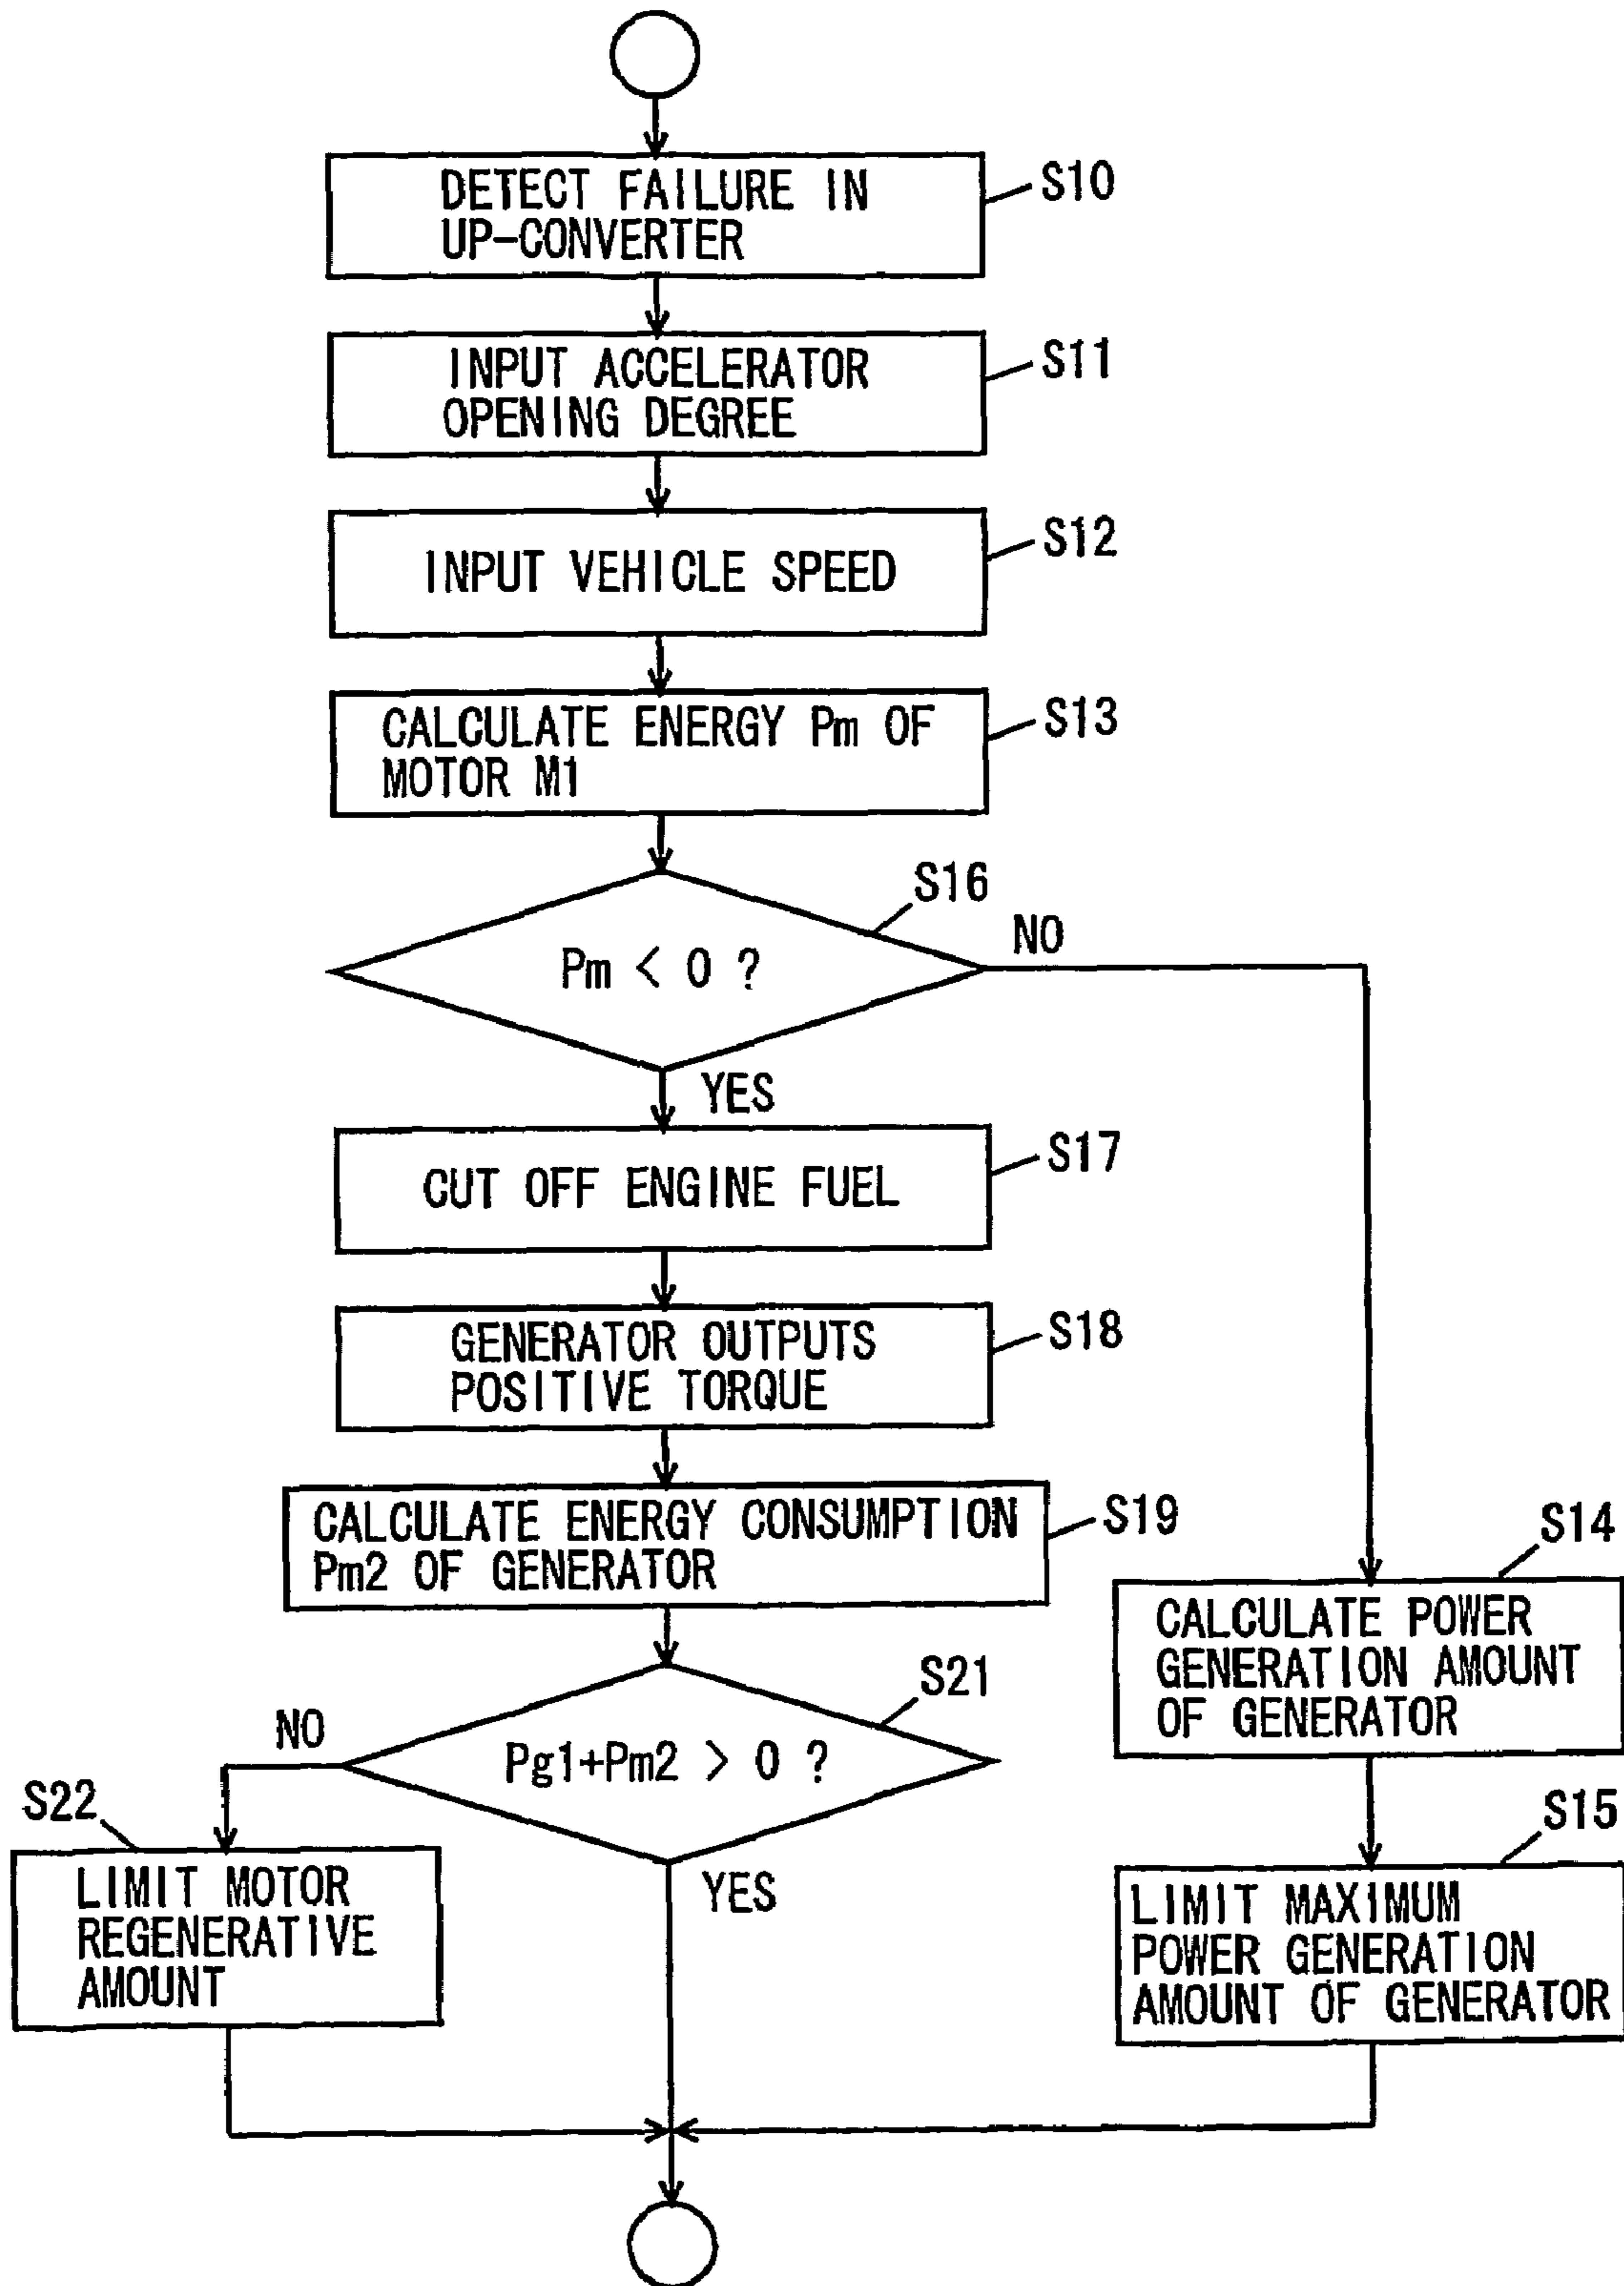 DETECT FAILURE IN
UP-CONVERTER
S10
INPUT ACCELERATOR
OPENING DEGREE
S11
INPUT VEHICLE SPEED
S12
CALCULATE ENERGY Pm OF
MOTOR M1
S13
S16
Pm < 0 ?
NO
YES
CUT OFF ENGINE FUEL
S17
GENERATOR OUTPUTS
POSITIVE TORQUE
S18
CALCULATE ENERGY CONSUMPTION
Pm2 OF GENERATOR
S19
S14
CALCULATE POWER
GENERATION AMOUNT
OF GENERATOR
S21
NO
Pg1+Pm2 > 0 ?
YES
S22
LIMIT MOTOR
REGENERATIVE
AMOUNT
S15
LIMIT MAXIMUM
POWER GENERATION
AMOUNT OF GENERATOR